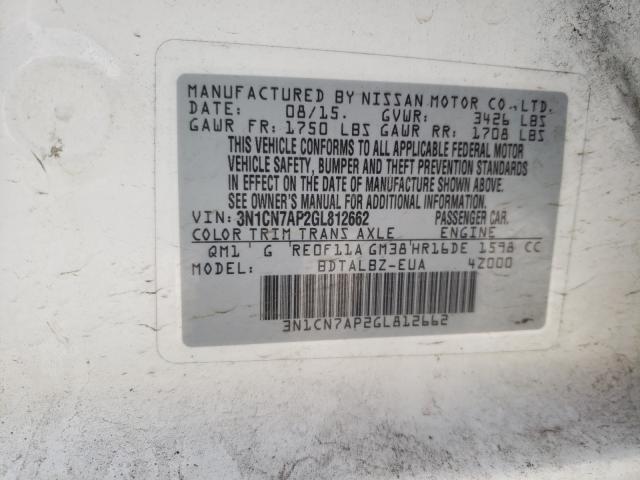 MANUFACTURED BY NISSAN MOTOR CO.,LTD.
DATE: 08/15. GVWR: 3426 LBS
GAWR FR: 1750 LBS GAWR RR: 1708 LBS
THIS VEHICLE CONFORMS TO ALL APPLICABLE FEDERAL MOTOR
VEHICLE SAFETY, BUMPER AND THEFT PREVENTION STANDARDS
IN EFFECT ON THE DATE OF MANUFACTURE SHOWN ABOVE.
SEE OWNER'S MANUAL FOR ADDITIONAL INFORMATION.
VIN: 3N1CN7AP2GL812662 PASSENGER CAR.
COLOR TRIM TRANS AXLE ENGINE
QM1 G RE0F11A GM38 HR16DE 1598 CC
MODEL: BDTALBZ-EUA 4Z000
3N1CN7AP2GL812662